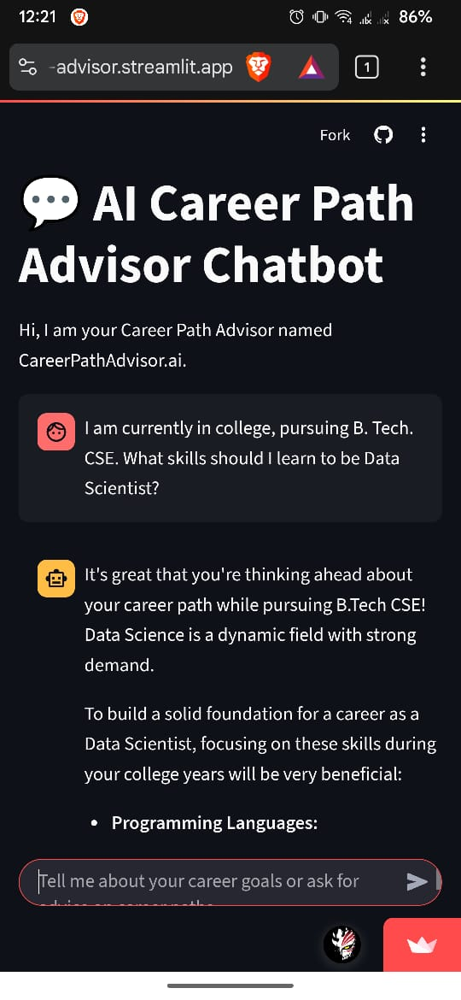 12:21
86%
-advisor.streamlit.app
1
Fork
AI Career Path
Advisor Chatbot
Hi, I am your Career Path Advisor named
CareerPathAdvisor.ai.
I am currently in college, pursuing B. Tech.
CSE. What skills should I learn to be Data
Scientist?
It's great that you're thinking ahead about
your career path while pursuing B.Tech CSE!
Data Science is a dynamic field with strong
demand.
To build a solid foundation for a career as a
Data Scientist, focusing on these skills during
your college years will be very beneficial:
• Programming Languages:
Tell me about your career goals or ask for